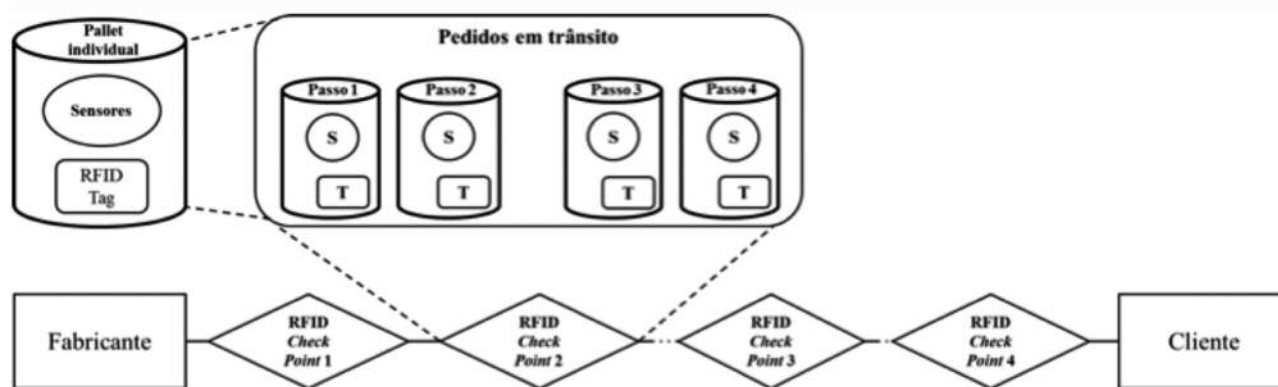 Pallet
individual
Sensores
RFID
Tag
Pedidos em trânsito
Passo 1
Passo 2
Passo 3
Passo 4
S
S
S
S
T
T
T
T
Fabricante
RFID
Check
Point 1
RFID
Check
Point 2
RFID
Check
Point 3
RFID
Check
Point 4
Cliente